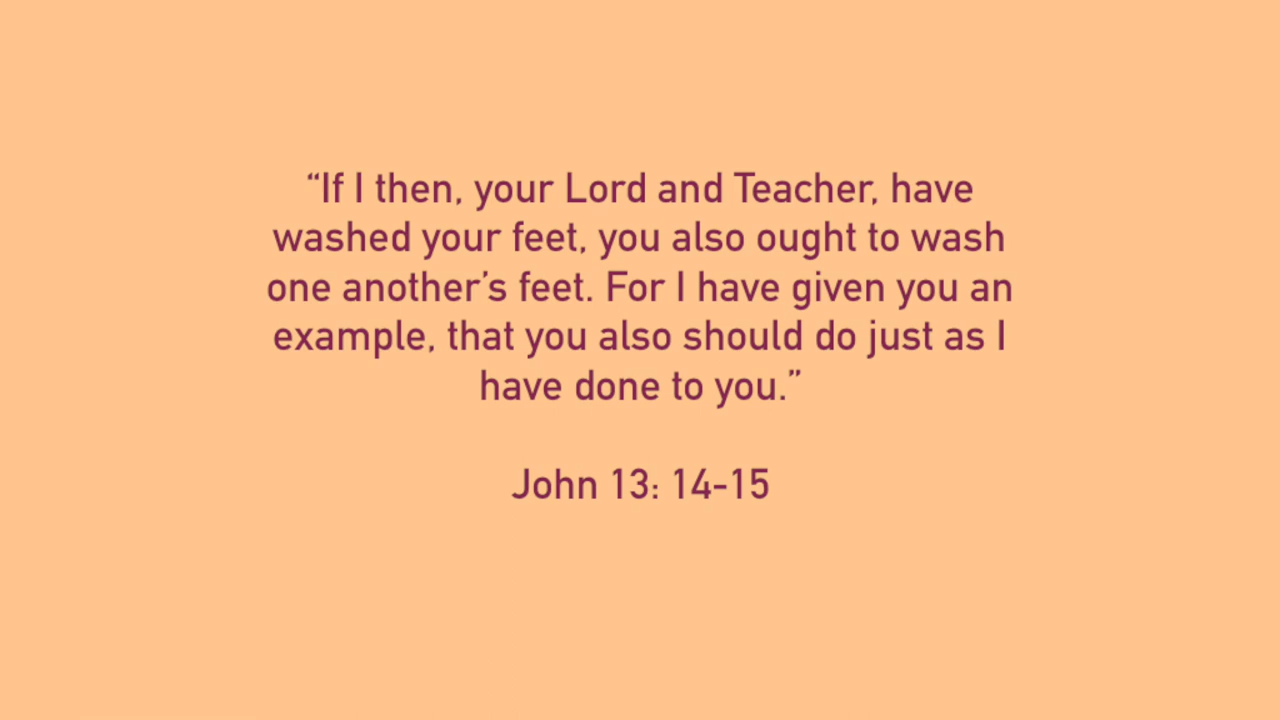 “If I then, your Lord and Teacher, have
washed your feet, you also ought to wash
one another’s feet. For I have given you an
example, that you also should do just as I
have done to you.”
John 13: 14-15